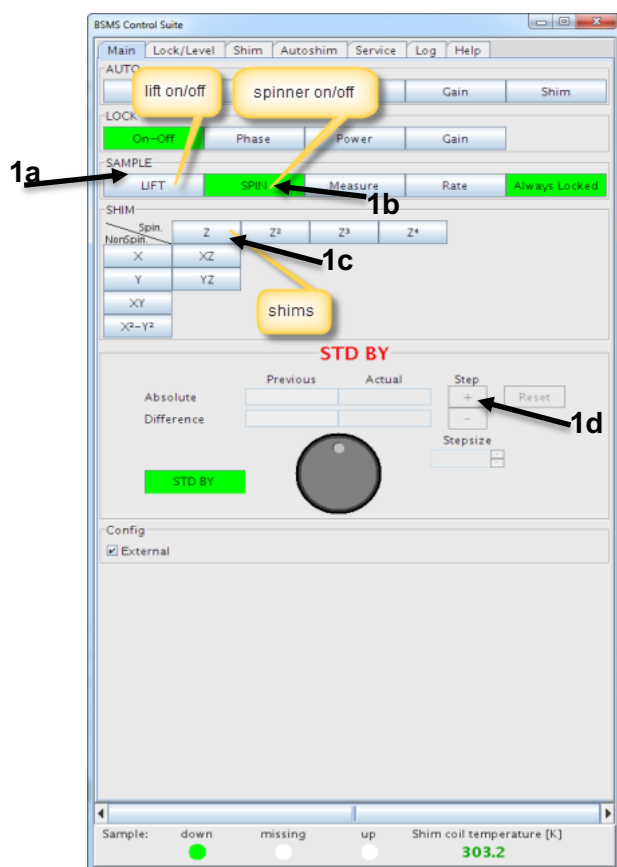 BSMS Control Suite
Main Lock/Level Shim Autoshim Service Log Help
AUTO
lift on/off spinner on/off Gain Shim
LOCK
On-Off Phase Power Gain
1a SAMPLE
LIFT SPIN Measure Rate Always Locked
1b
SHIM
Spin. Z Z² Z³ Z⁴
NonSpin.
X XZ 1c
Y YZ
XY shims
X²-Y²
STD BY
Previous Actual Step
Absolute + Reset
Difference - 1d
Stepsize
STD BY
Config
External
Sample: down missing up Shim coil temperature [K]
303.2